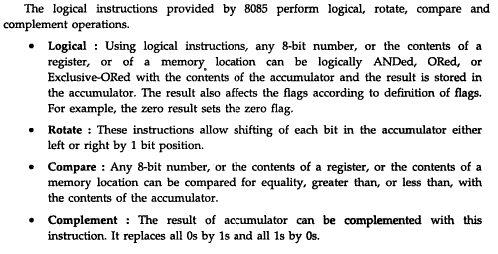 The logical instructions provided by 8085 perform logical, rotate, compare and
complement operations.
• Logical : Using logical instructions, any 8-bit number, or the contents of a
register, or of a memory location can be logically ANDed, ORed, or
Exclusive-ORed with the contents of the accumulator and the result is stored in
the accumulator. The result also affects the flags according to definition of flags.
For example, the zero result sets the zero flag.
• Rotate : These instructions allow shifting of each bit in the accumulator either
left or right by 1 bit position.
• Compare : Any 8-bit number, or the contents of a register, or the contents of a
memory location can be compared for equality, greater than, or less than, with
the contents of the accumulator.
• Complement : The result of accumulator can be complemented with this
instruction. It replaces all 0s by 1s and all 1s by 0s.